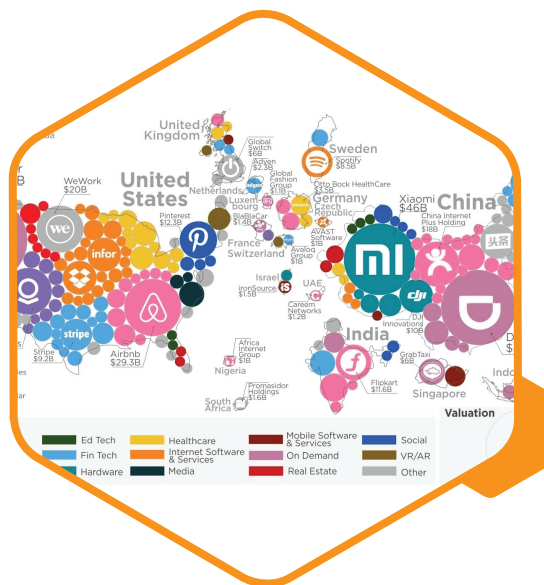 United
Kingdom
Global
Switch
$6B
Adyen
$2.3B
Sweden
Spotify
$8.5B
WeWork
$20B
we
United
States
Netherlands
Global
Fashion
Group
$1.1B
Otto Bock HealthCare
$3.5B
Luxem-
bourg
Germany
Czech
Republic
Xiaomi
$46B
China
China Internet
Plus Holding
$18B
Pinterest
$12.3B
BlaBlaCar
$1.4B
AVAST Software
$1B
infor
France
Switzerland
Avaloq
Group
$1B
mi
Israel
ironSource
$1.5B
is
UAE
Careem Networks
$1.2B
dji
Innovations
$10B
stripe
Stripe
$9.2B
Airbnb
$29.3B
Africa
Internet
Group
$1B
Nigeria
India
Flipkart
$11.6B
GrabTaxi
$6B
Singapore
Promasidor
Holdings
$1.6B
South
Africa
Valuation
Ed Tech
Healthcare
Mobile Software
& Services
Social
Fin Tech
Internet Software
& Services
On Demand
VR/AR
Hardware
Media
Real Estate
Other